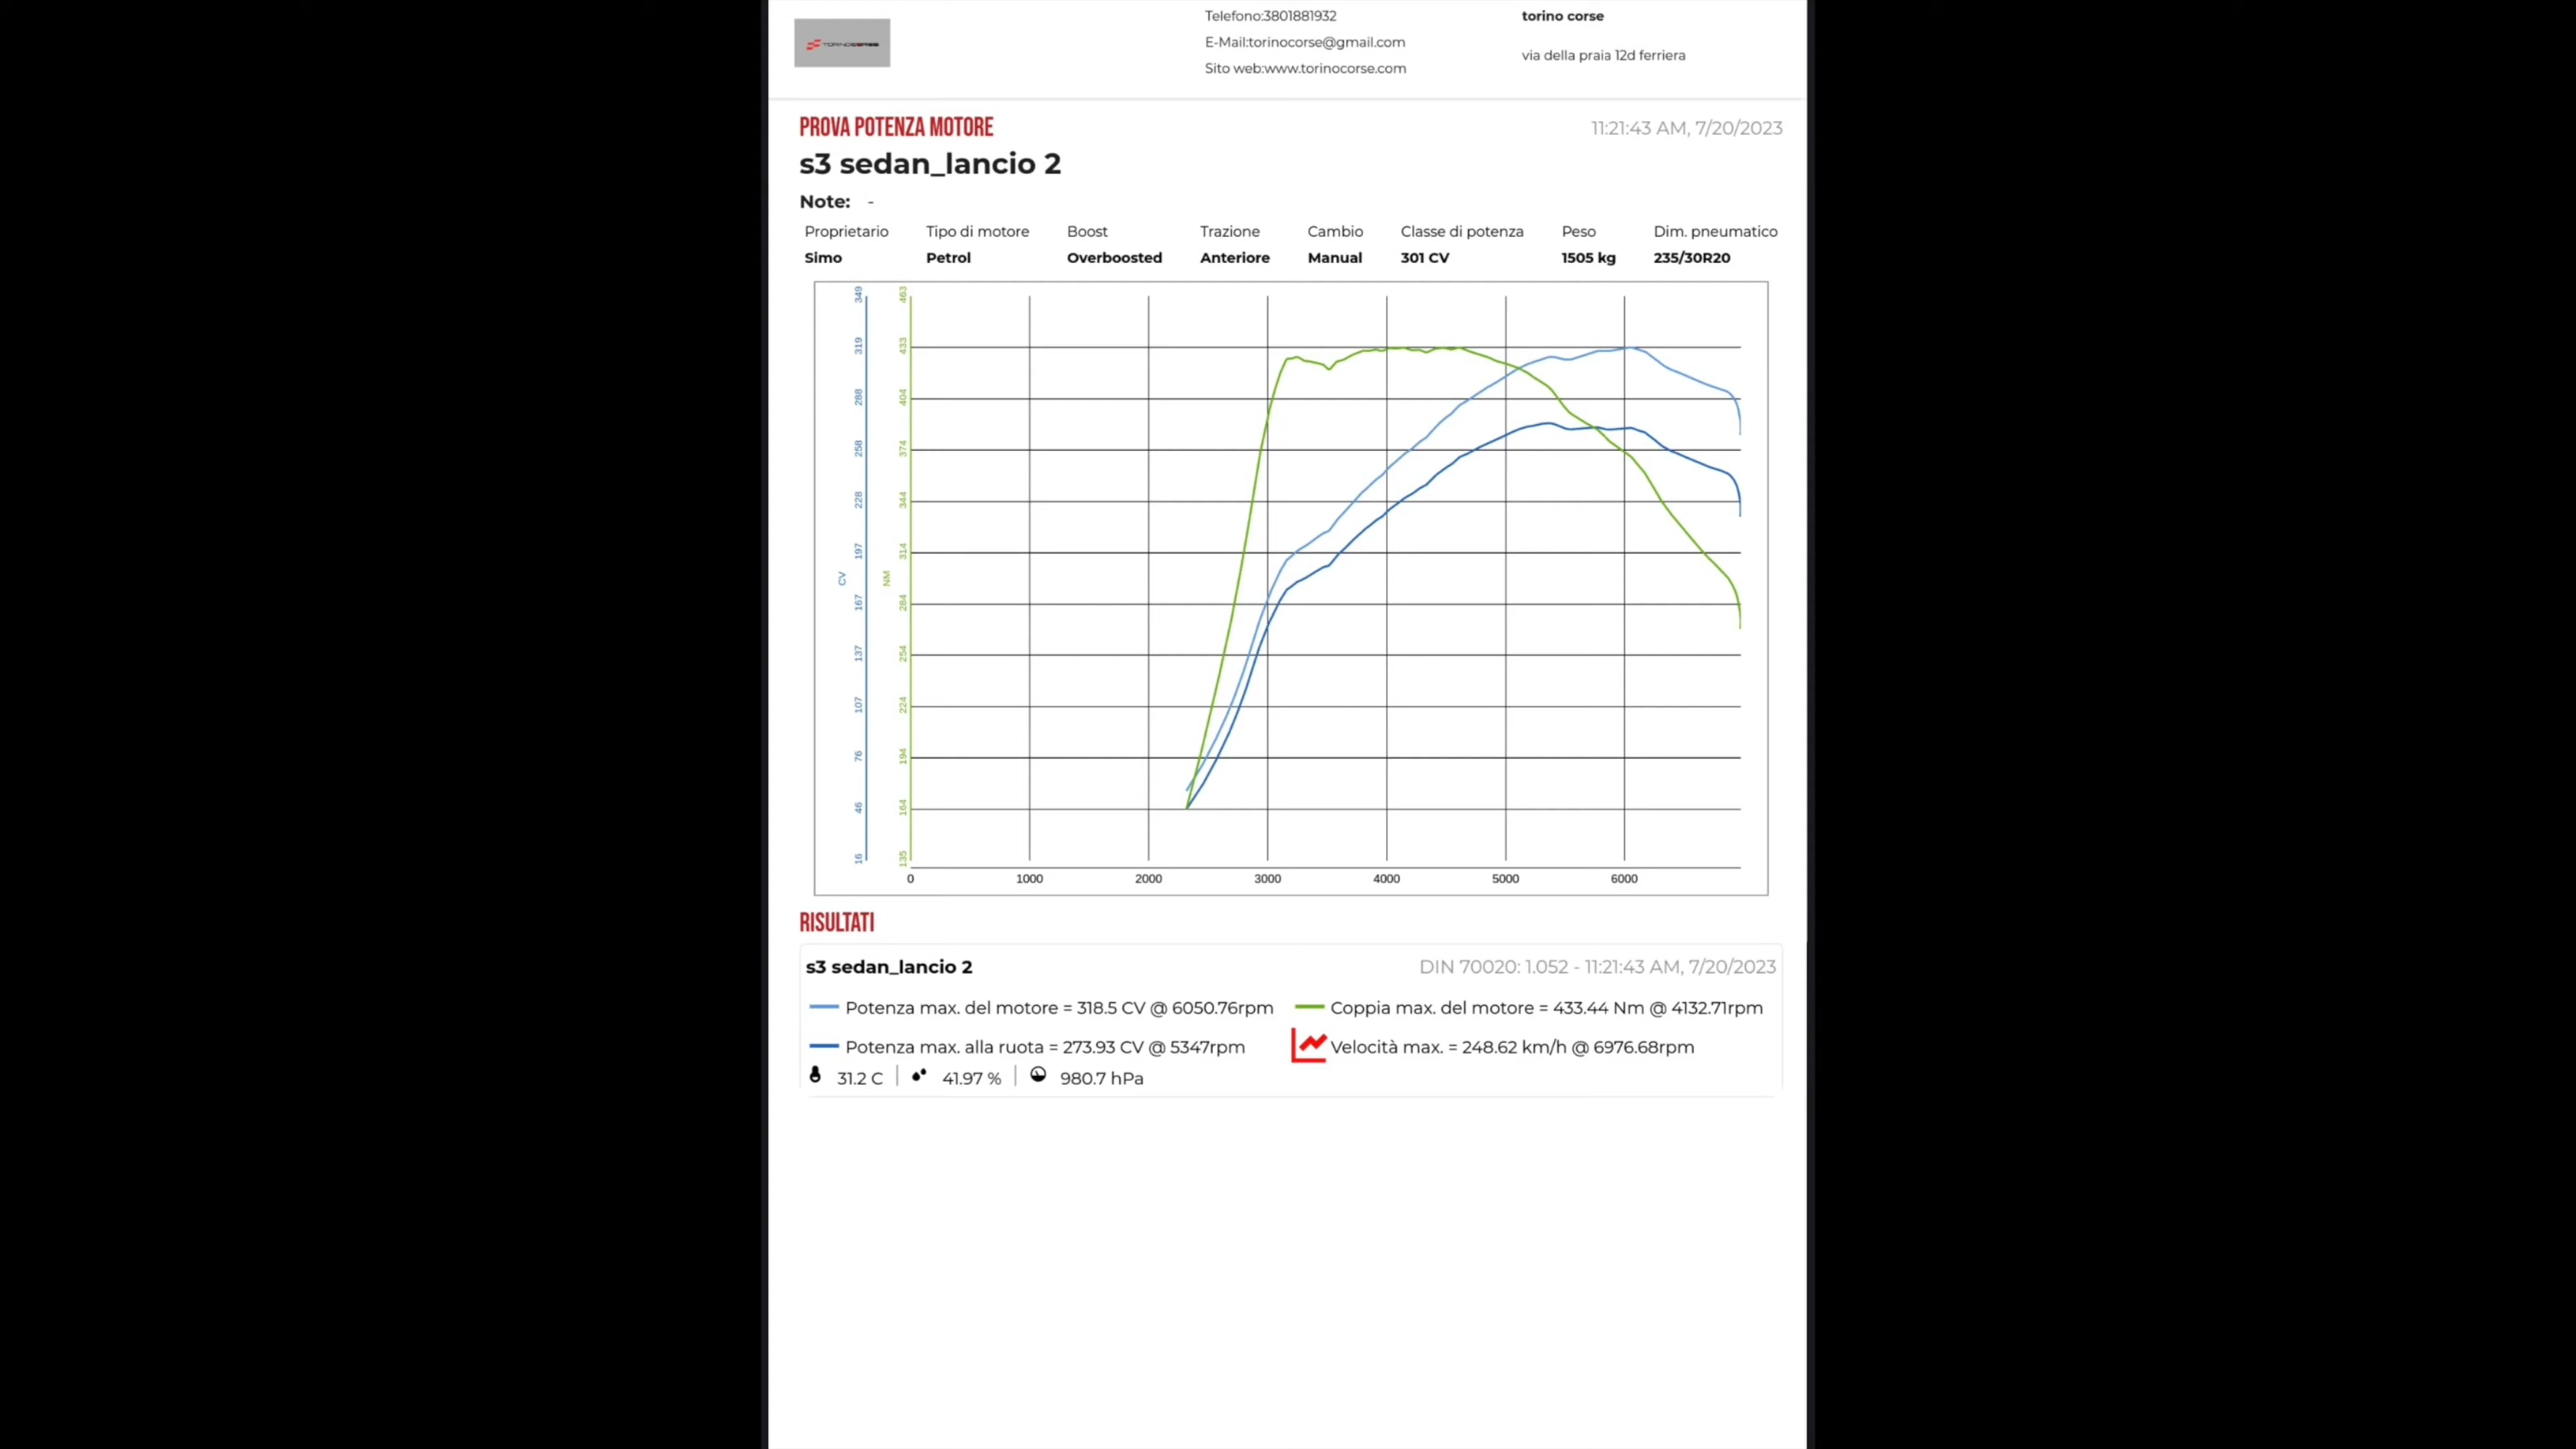 TORINOCORSE
Telefono:3801881932
E-Mail:torinocorse@gmail.com
Sito web:www.torinocorse.com
torino corse
via della praia 12d ferriera
PROVA POTENZA MOTORE
11:21:43 AM, 7/20/2023
s3 sedan_lancio 2
Note: -
Proprietario Tipo di motore Boost Trazione Cambio Classe di potenza Peso Dim. pneumatico
Simo Petrol Overboosted Anteriore Manual 301 CV 1505 kg 235/30R20
349 463
319 433
288 404
258 374
228 344
197 314
CV NM
167 284
137 254
107 224
76 194
46 164
16 135
0 1000 2000 3000 4000 5000 6000
RISULTATI
s3 sedan_lancio 2 DIN 70020: 1.052 - 11:21:43 AM, 7/20/2023
Potenza max. del motore = 318.5 CV @ 6050.76rpm Coppia max. del motore = 433.44 Nm @ 4132.71rpm
Potenza max. alla ruota = 273.93 CV @ 5347rpm Velocità max. = 248.62 km/h @ 6976.68rpm
31.2 C | 41.97 % | 980.7 hPa